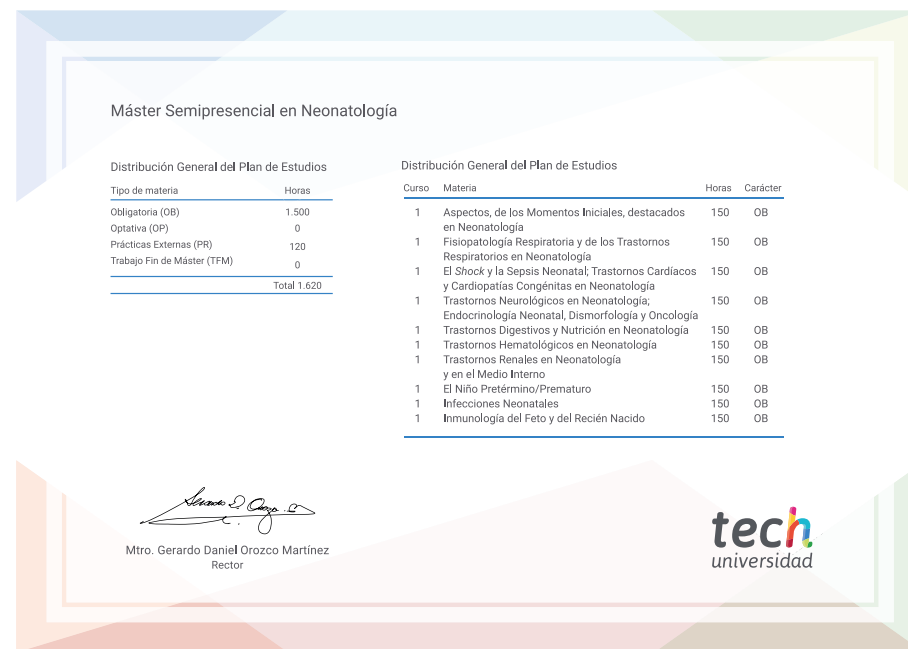 Máster Semipresencial en Neonatología
Distribución General del Plan de Estudios
Tipo de materia Horas
Obligatoria (OB) 1.500
Optativa (OP) 0
Prácticas Externas (PR) 120
Trabajo Fin de Máster (TFM) 0
Total 1.620
Distribución General del Plan de Estudios
Curso Materia Horas Carácter
1 Aspectos, de los Momentos Iniciales, destacados 150 OB
en Neonatología
1 Fisiopatología Respiratoria y de los Trastornos 150 OB
Respiratorios en Neonatología
1 El Shock y la Sepsis Neonatal; Trastornos Cardíacos 150 OB
y Cardiopatías Congénitas en Neonatología
1 Trastornos Neurológicos en Neonatología; 150 OB
Endocrinología Neonatal, Dismorfología y Oncología
1 Trastornos Digestivos y Nutrición en Neonatología 150 OB
1 Trastornos Hematológicos en Neonatología 150 OB
1 Trastornos Renales en Neonatología 150 OB
y en el Medio Interno
1 El Niño Pretérmino/Prematuro 150 OB
1 Infecciones Neonatales 150 OB
1 Inmunología del Feto y del Recién Nacido 150 OB
Mtro. Gerardo Daniel Orozco Martínez
Rector
tech
universidad